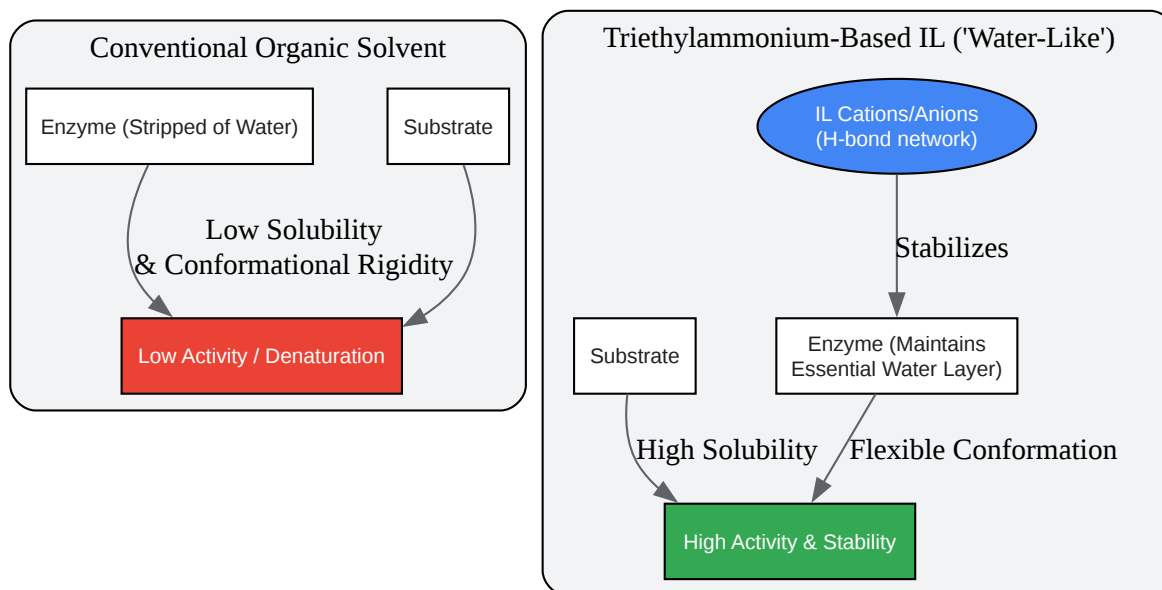 Conventional Organic Solvent
Enzyme (Stripped of Water)
Substrate
Low Solubility
& Conformational Rigidity
Low Activity / Denaturation
Triethylammonium-Based IL ('Water-Like')
IL Cations/Anions
(H-bond network)
Stabilizes
Substrate
Enzyme (Maintains
Essential Water Layer)
High Solubility
Flexible Conformation
High Activity & Stability